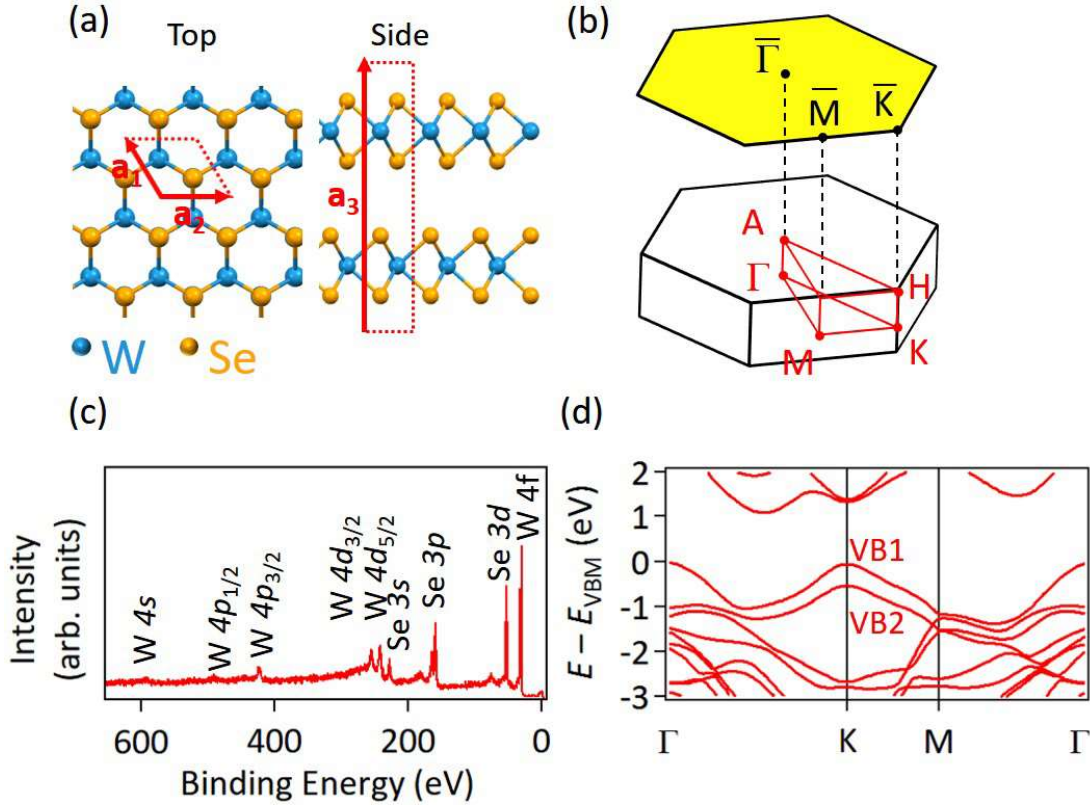 (a)
Top
Side
a1
a2
a3
W
Se
(b)
Γ̅
M̅
K̅
A
Γ
H
M
K
(c)
Intensity
(arb. units)
W 4s
W 4p1/2
W 4p3/2
W 4d3/2
W 4d5/2
Se 3s
Se 3p
Se 3d
W 4f
600
400
200
0
Binding Energy (eV)
(d)
E − EVBM (eV)
2
1
0
-1
-2
-3
VB1
VB2
Γ
K
M
Γ